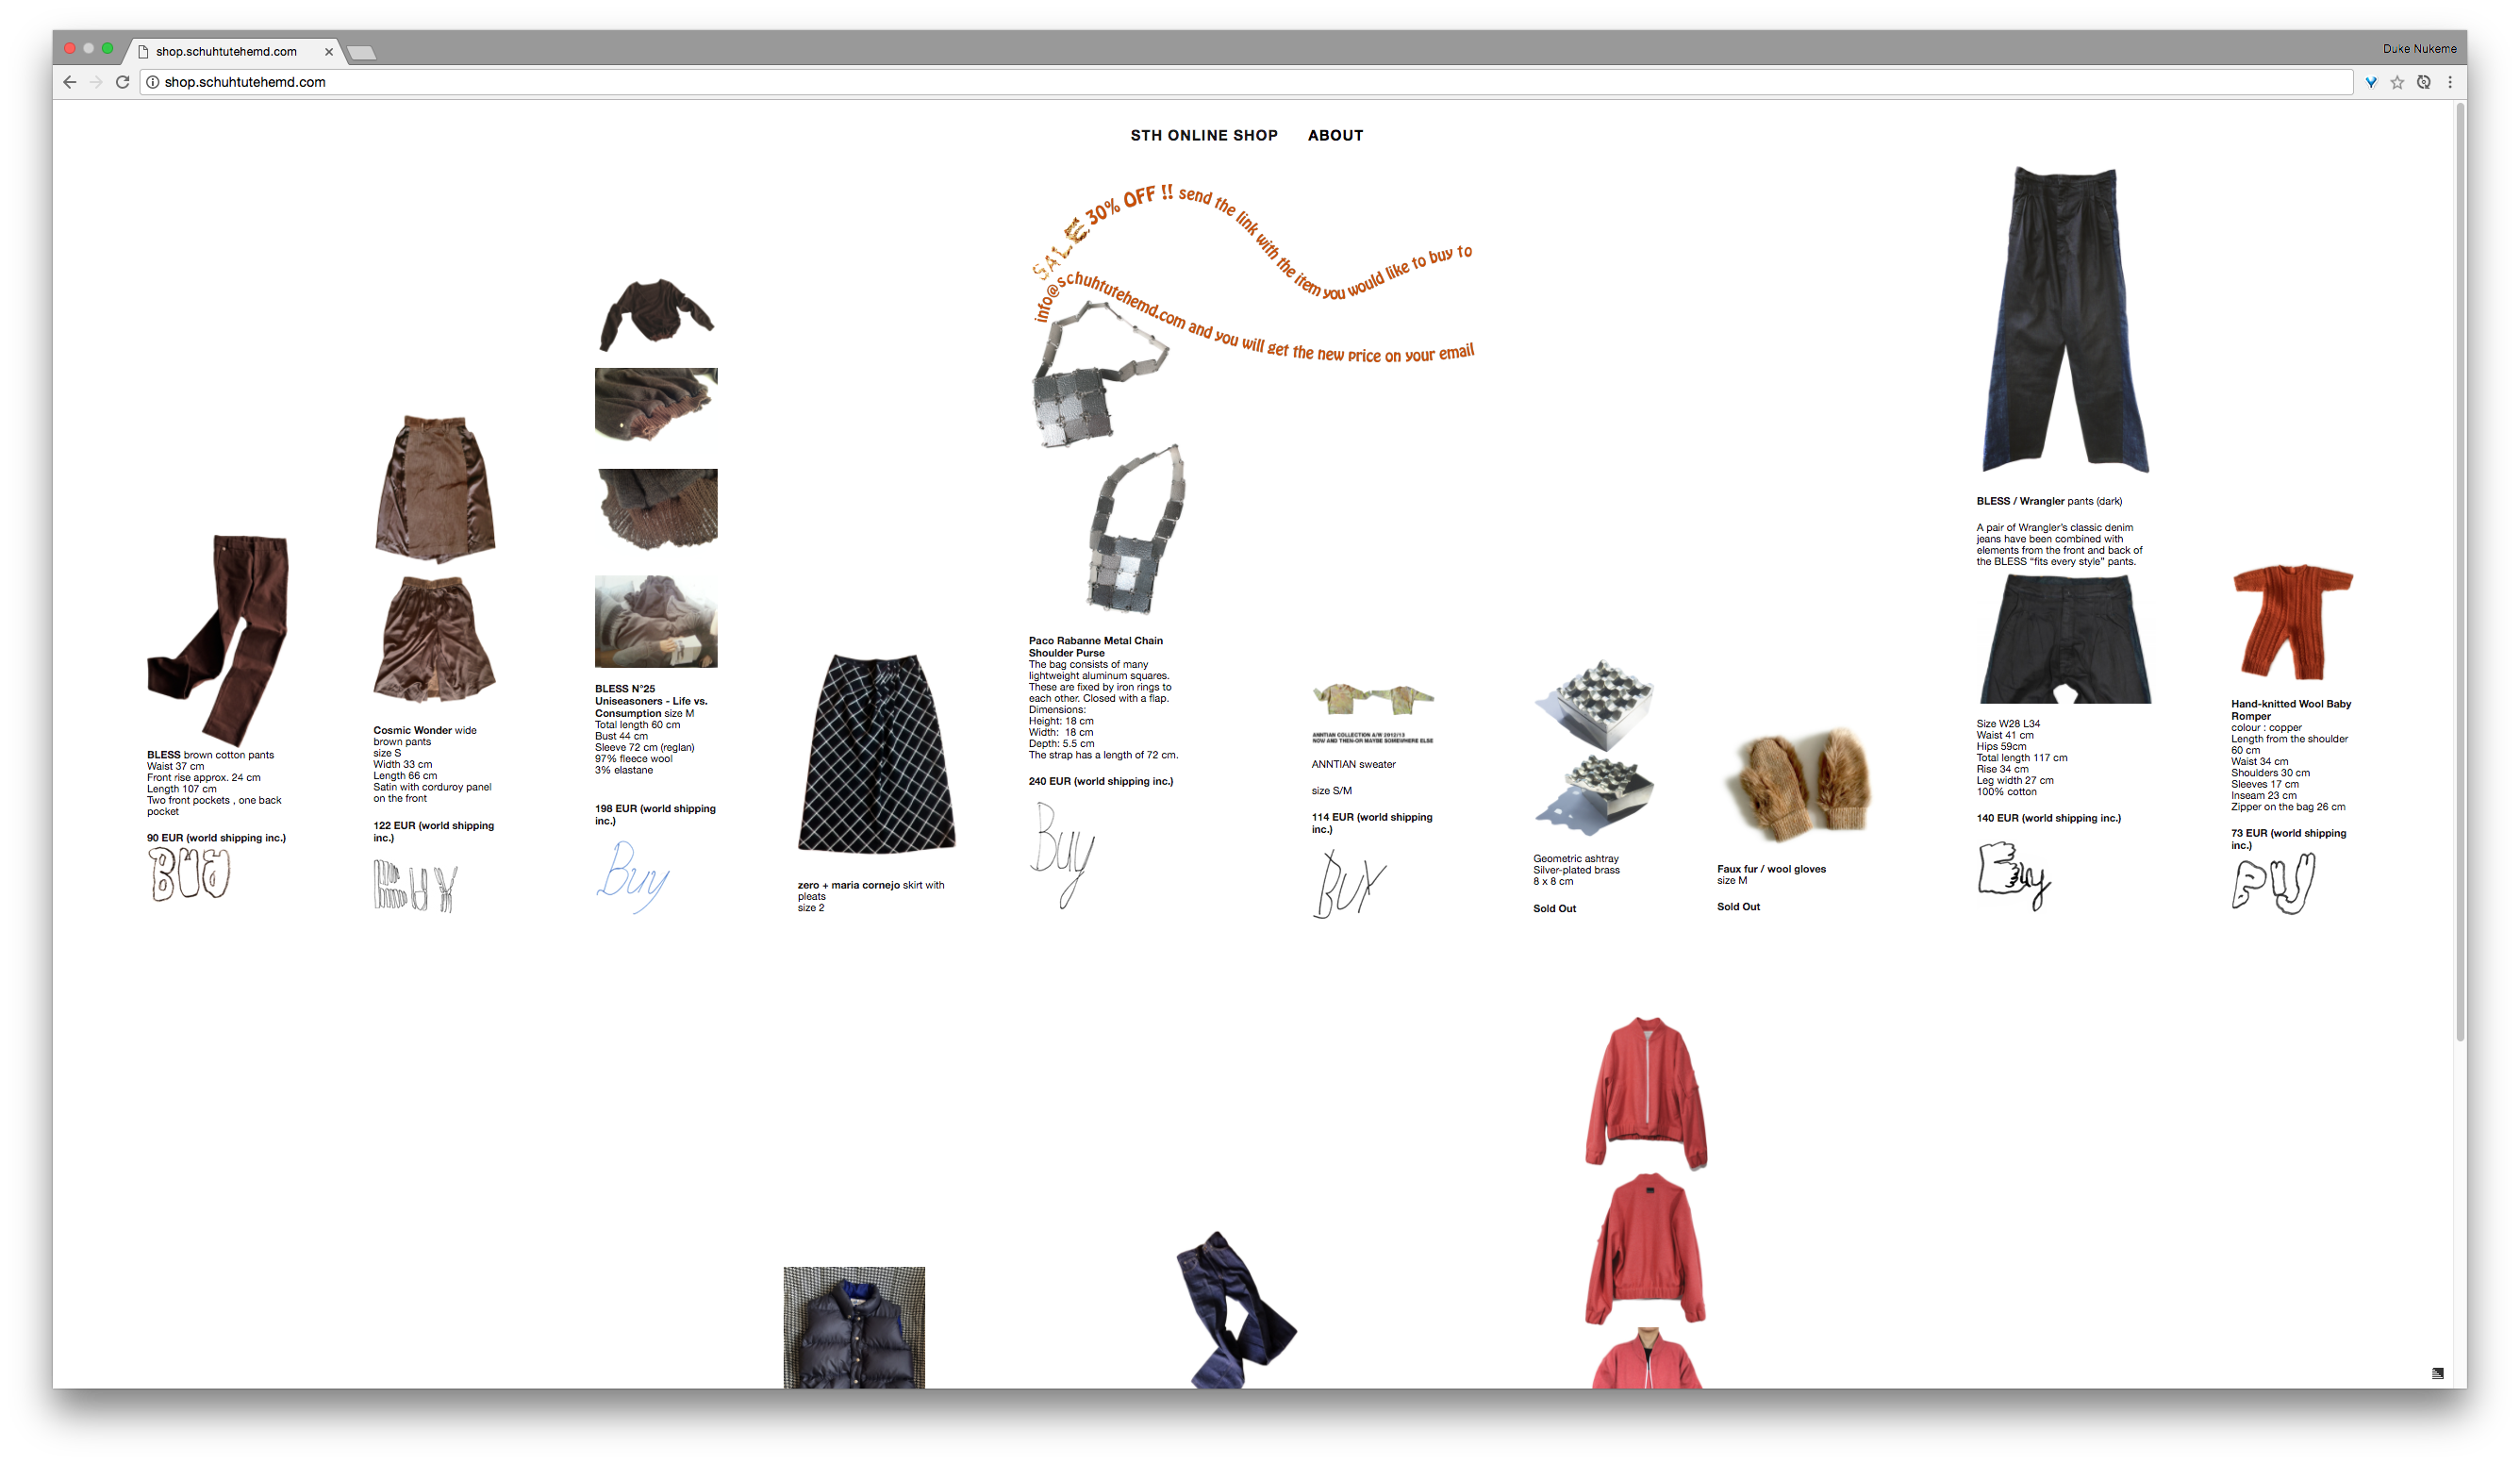 shop.schuhtutehemd.com
Duke Nukeme
shop.schuhtutehemd.com
STH ONLINE SHOP
ABOUT
SALE 30% OFF !! send the link with the item you would like to buy to
info@schuhtutehemd.com and you will get the new price on your email
BLESS brown cotton pants
Waist 37 cm
Front rise approx. 24 cm
Length 107 cm
Two front pockets , one back
pocket
90 EUR (world shipping inc.)
Buy
Cosmic Wonder wide
brown pants
size S
Width 33 cm
Length 66 cm
Satin with corduroy panel
on the front
122 EUR (world shipping
inc.)
BUY
BLESS N°25
Uniseasoners - Life vs.
Consumption size M
Total length 60 cm
Bust 44 cm
Sleeve 72 cm (reglan)
97% fleece wool
3% elastane
198 EUR (world shipping
inc.)
Buy
zero + maria cornejo skirt with
pleats
size 2
Paco Rabanne Metal Chain
Shoulder Purse
The bag consists of many
lightweight aluminum squares.
These are fixed by iron rings to
each other. Closed with a flap.
Dimensions:
Height: 18 cm
Width:  18 cm
Depth: 5.5 cm
The strap has a length of 72 cm.
240 EUR (world shipping inc.)
Buy
ANNTIAN COLLECTION A/W 2012/13
NOW AND THEN-OR MAYBE SOMEWHERE ELSE
ANNTIAN sweater
size S/M
114 EUR (world shipping
inc.)
BUY
Geometric ashtray
Silver-plated brass
8 x 8 cm
Sold Out
Faux fur / wool gloves
size M
Sold Out
BLESS / Wrangler pants (dark)
A pair of Wrangler's classic denim
jeans have been combined with
elements from the front and back of
the BLESS “fits every style” pants.
Size W28 L34
Waist 41 cm
Hips 59cm
Total length 117 cm
Rise 34 cm
Leg width 27 cm
100% cotton
140 EUR (world shipping inc.)
Buy
Hand-knitted Wool Baby
Romper
colour : copper
Length from the shoulder
60 cm
Waist 34 cm
Shoulders 30 cm
Sleeves 17 cm
Inseam 23 cm
Zipper on the bag 26 cm
73 EUR (world shipping
inc.)
BUY